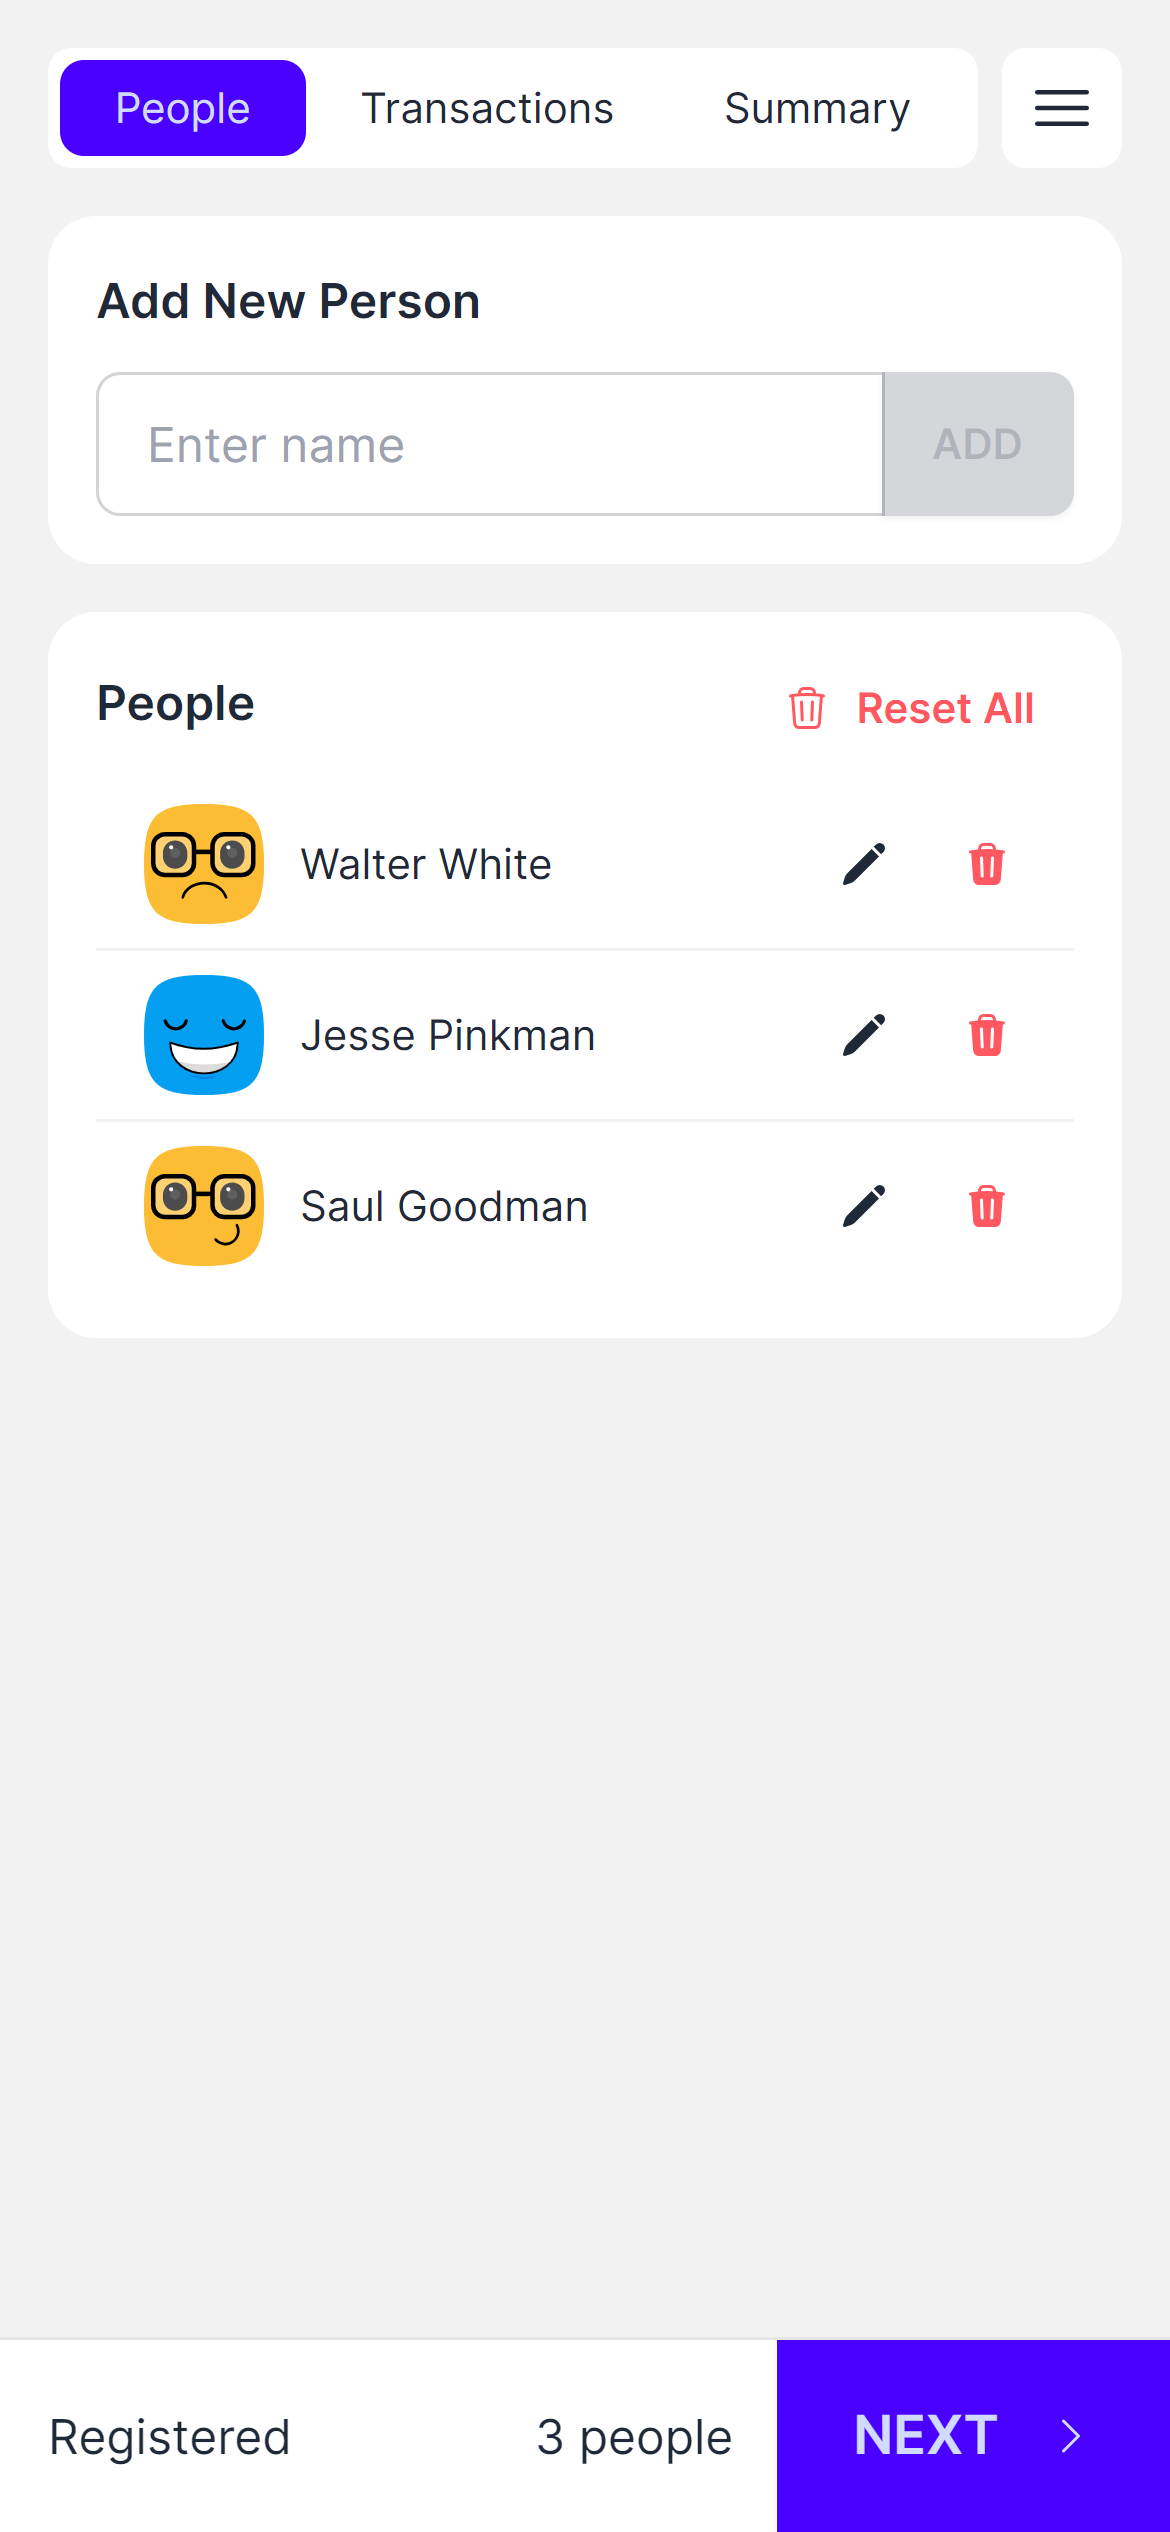 People Transactions Summary
Add New Person
Enter name ADD
People Reset All
Walter White
Jesse Pinkman
Saul Goodman
Registered 3 people NEXT